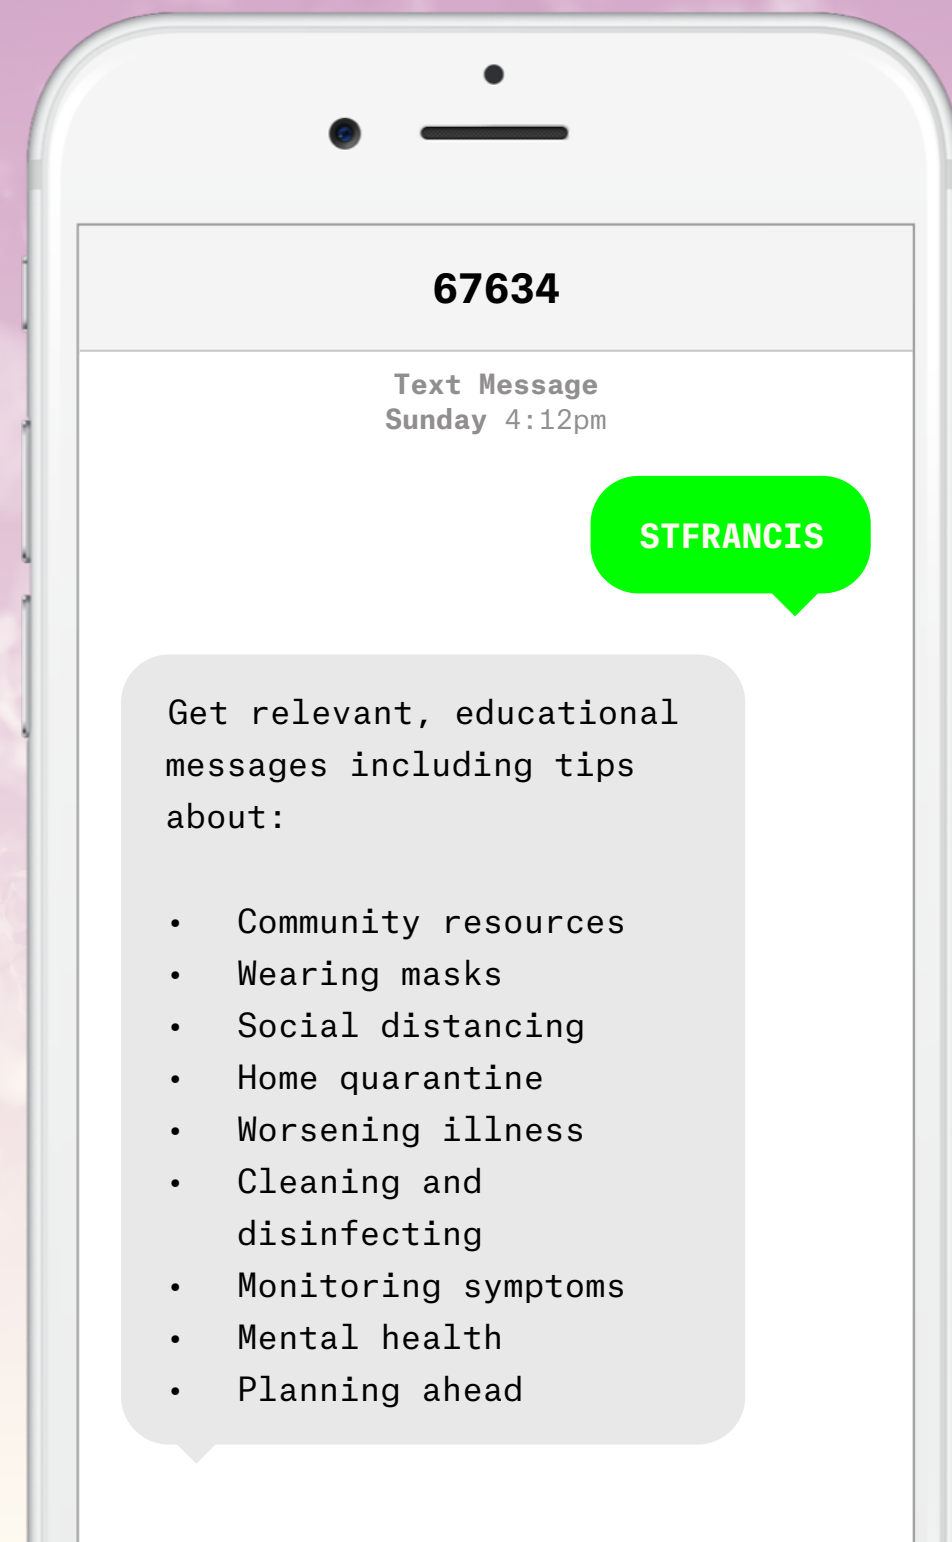 67634
Text Message
Sunday 4:12pm
STFRANCIS
Get relevant, educational
messages including tips
about:
• Community resources
• Wearing masks
• Social distancing
• Home quarantine
• Worsening illness
• Cleaning and
disinfecting
• Monitoring symptoms
• Mental health
• Planning ahead